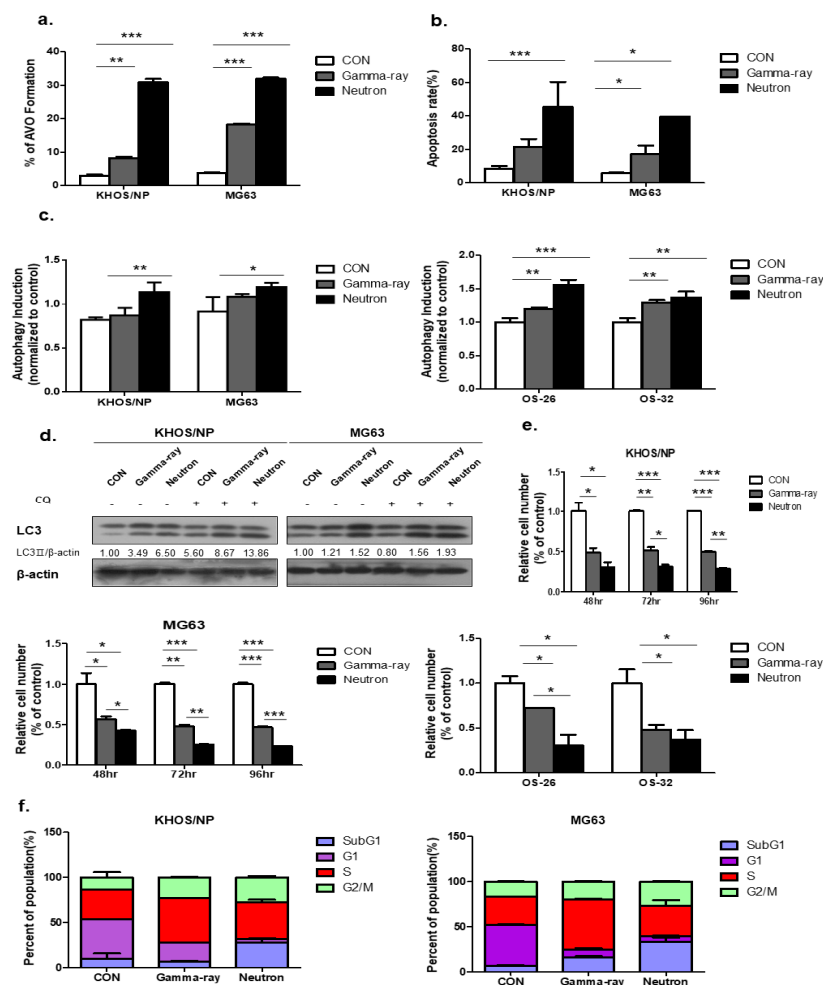 a.
*** ***
** ***
% of AVO Formation
40
30
20
10
0
KHOS/NP MG63
CON
Gamma-ray
Neutron
b.
*** *
*
Apoptosis rate(%)
80
60
40
20
0
KHOS/NP MG63
CON
Gamma-ray
Neutron
c.
** *
Autophagy Induction
(normalized to control)
1.5
1.0
0.5
0.0
KHOS/NP MG63
CON
Gamma-ray
Neutron
*** **
** **
Autophagy Induction
(normalized to control)
2.0
1.5
1.0
0.5
0.0
OS-26 OS-32
CON
Gamma-ray
Neutron
d.
KHOS/NP MG63
CON Gamma-ray Neutron CON Gamma-ray Neutron CON Gamma-ray Neutron CON Gamma-ray Neutron
CQ - - - + + + - - - + + +
LC3
LC3II/β-actin 1.00 3.49 6.50 5.60 8.67 13.86 1.00 1.21 1.52 0.80 1.56 1.93
β-actin
e.
KHOS/NP
* *** ***
* ** ***
* **
Relative cell number
(% of control)
1.5
1.0
0.5
0.0
48hr 72hr 96hr
CON
Gamma-ray
Neutron
MG63
* *** ***
* ** ***
* ** ***
Relative cell number
(% of control)
1.5
1.0
0.5
0.0
48hr 72hr 96hr
CON
Gamma-ray
Neutron
* *
* *
*
Relative cell number
(% of control)
1.5
1.0
0.5
0.0
OS-26 OS-32
CON
Gamma-ray
Neutron
f.
KHOS/NP
Percent of population(%)
150
100
50
0
CON Gamma-ray Neutron
SubG1
G1
S
G2/M
MG63
Percent of population(%)
150
100
50
0
CON Gamma-ray Neutron
SubG1
G1
S
G2/M